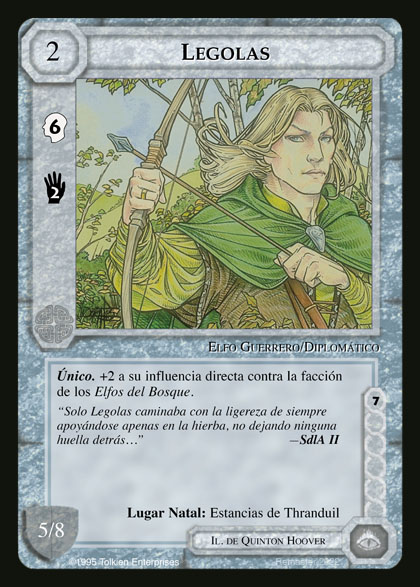 2
LEGOLAS
6
2
ELFO GUERRERO/DIPLOMÁTICO
Único. +2 a su influencia directa contra la facción
de los Elfos del Bosque.
“Solo Legolas caminaba con la ligereza de siempre
apoyándose apenas en la hierba, no dejando ninguna
huella detrás…” —SdlA II
7
Lugar Natal: Estancias de Thranduil
5/8
IL. DE QUINTON HOOVER
©1995 Tolkien Enterprises